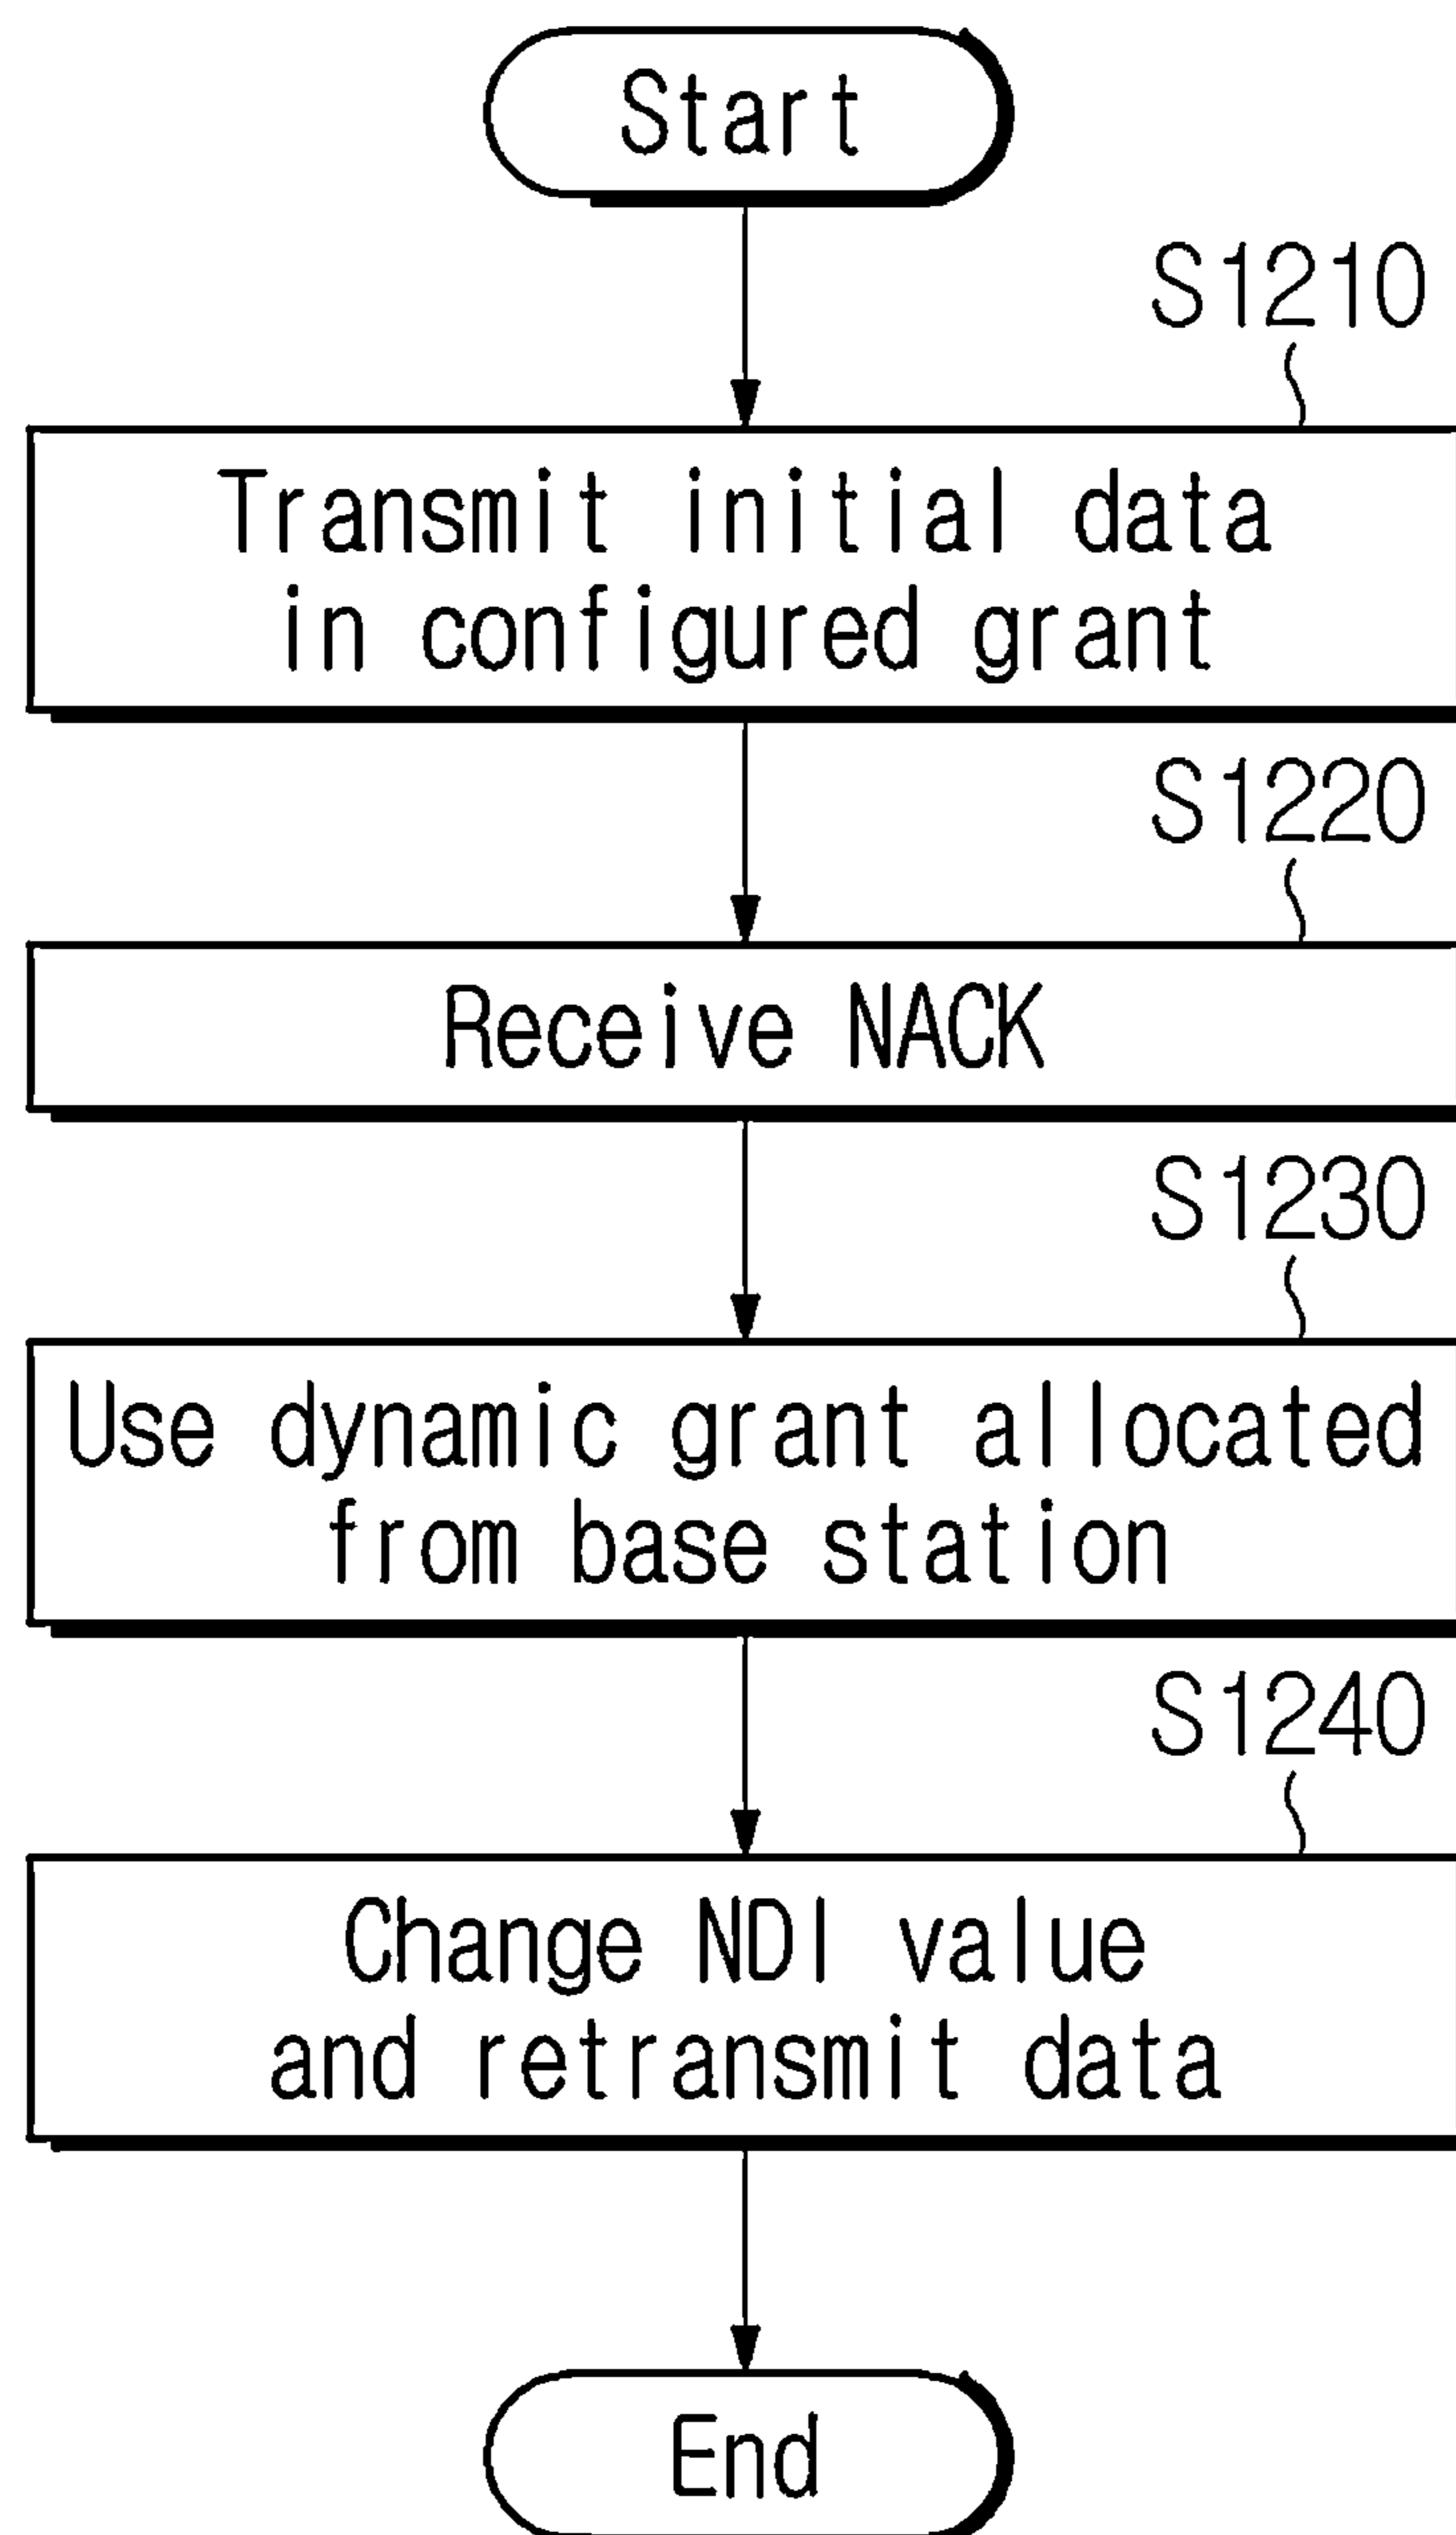 Start
S1210
Transmit initial data
in configured grant
S1220
Receive NACK
S1230
Use dynamic grant allocated
from base station
S1240
Change NDI value
and retransmit data
End